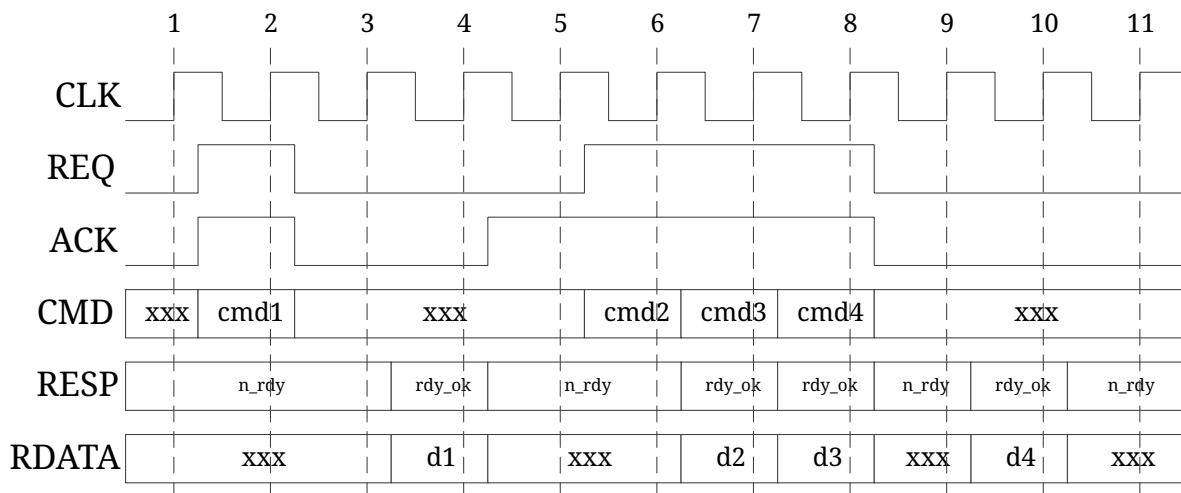 1 2 3 4 5 6 7 8 9 10 11
CLK
REQ
ACK
CMD xxx cmd1 xxx cmd2 cmd3 cmd4 xxx
RESP n_rdy rdy_ok n_rdy rdy_ok rdy_ok n_rdy rdy_ok n_rdy
RDATA xxx d1 xxx d2 d3 xxx d4 xxx